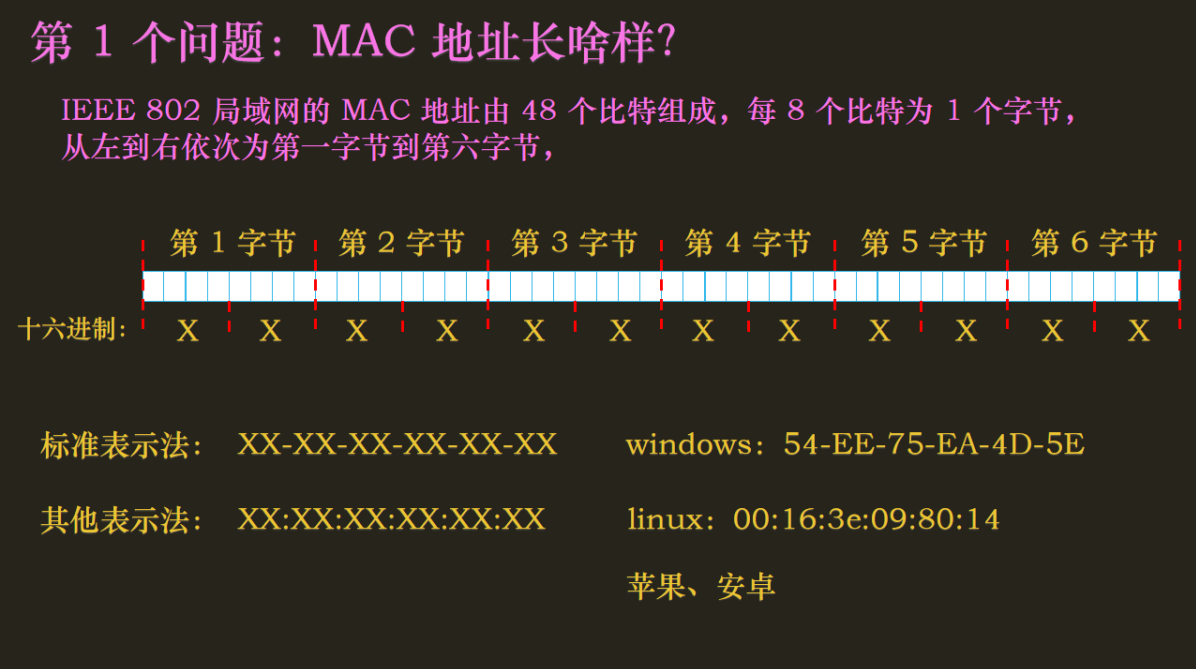 第 1 个问题：MAC 地址长啥样？
IEEE 802 局域网的 MAC 地址由 48 个比特组成，每 8 个比特为 1 个字节，
从左到右依次为第一字节到第六字节，
第 1 字节 第 2 字节 第 3 字节 第 4 字节 第 5 字节 第 6 字节
十六进制： X X X X X X X X X X X X
标准表示法： XX-XX-XX-XX-XX-XX windows：54-EE-75-EA-4D-5E
其他表示法： XX:XX:XX:XX:XX:XX linux：00:16:3e:09:80:14
苹果、安卓